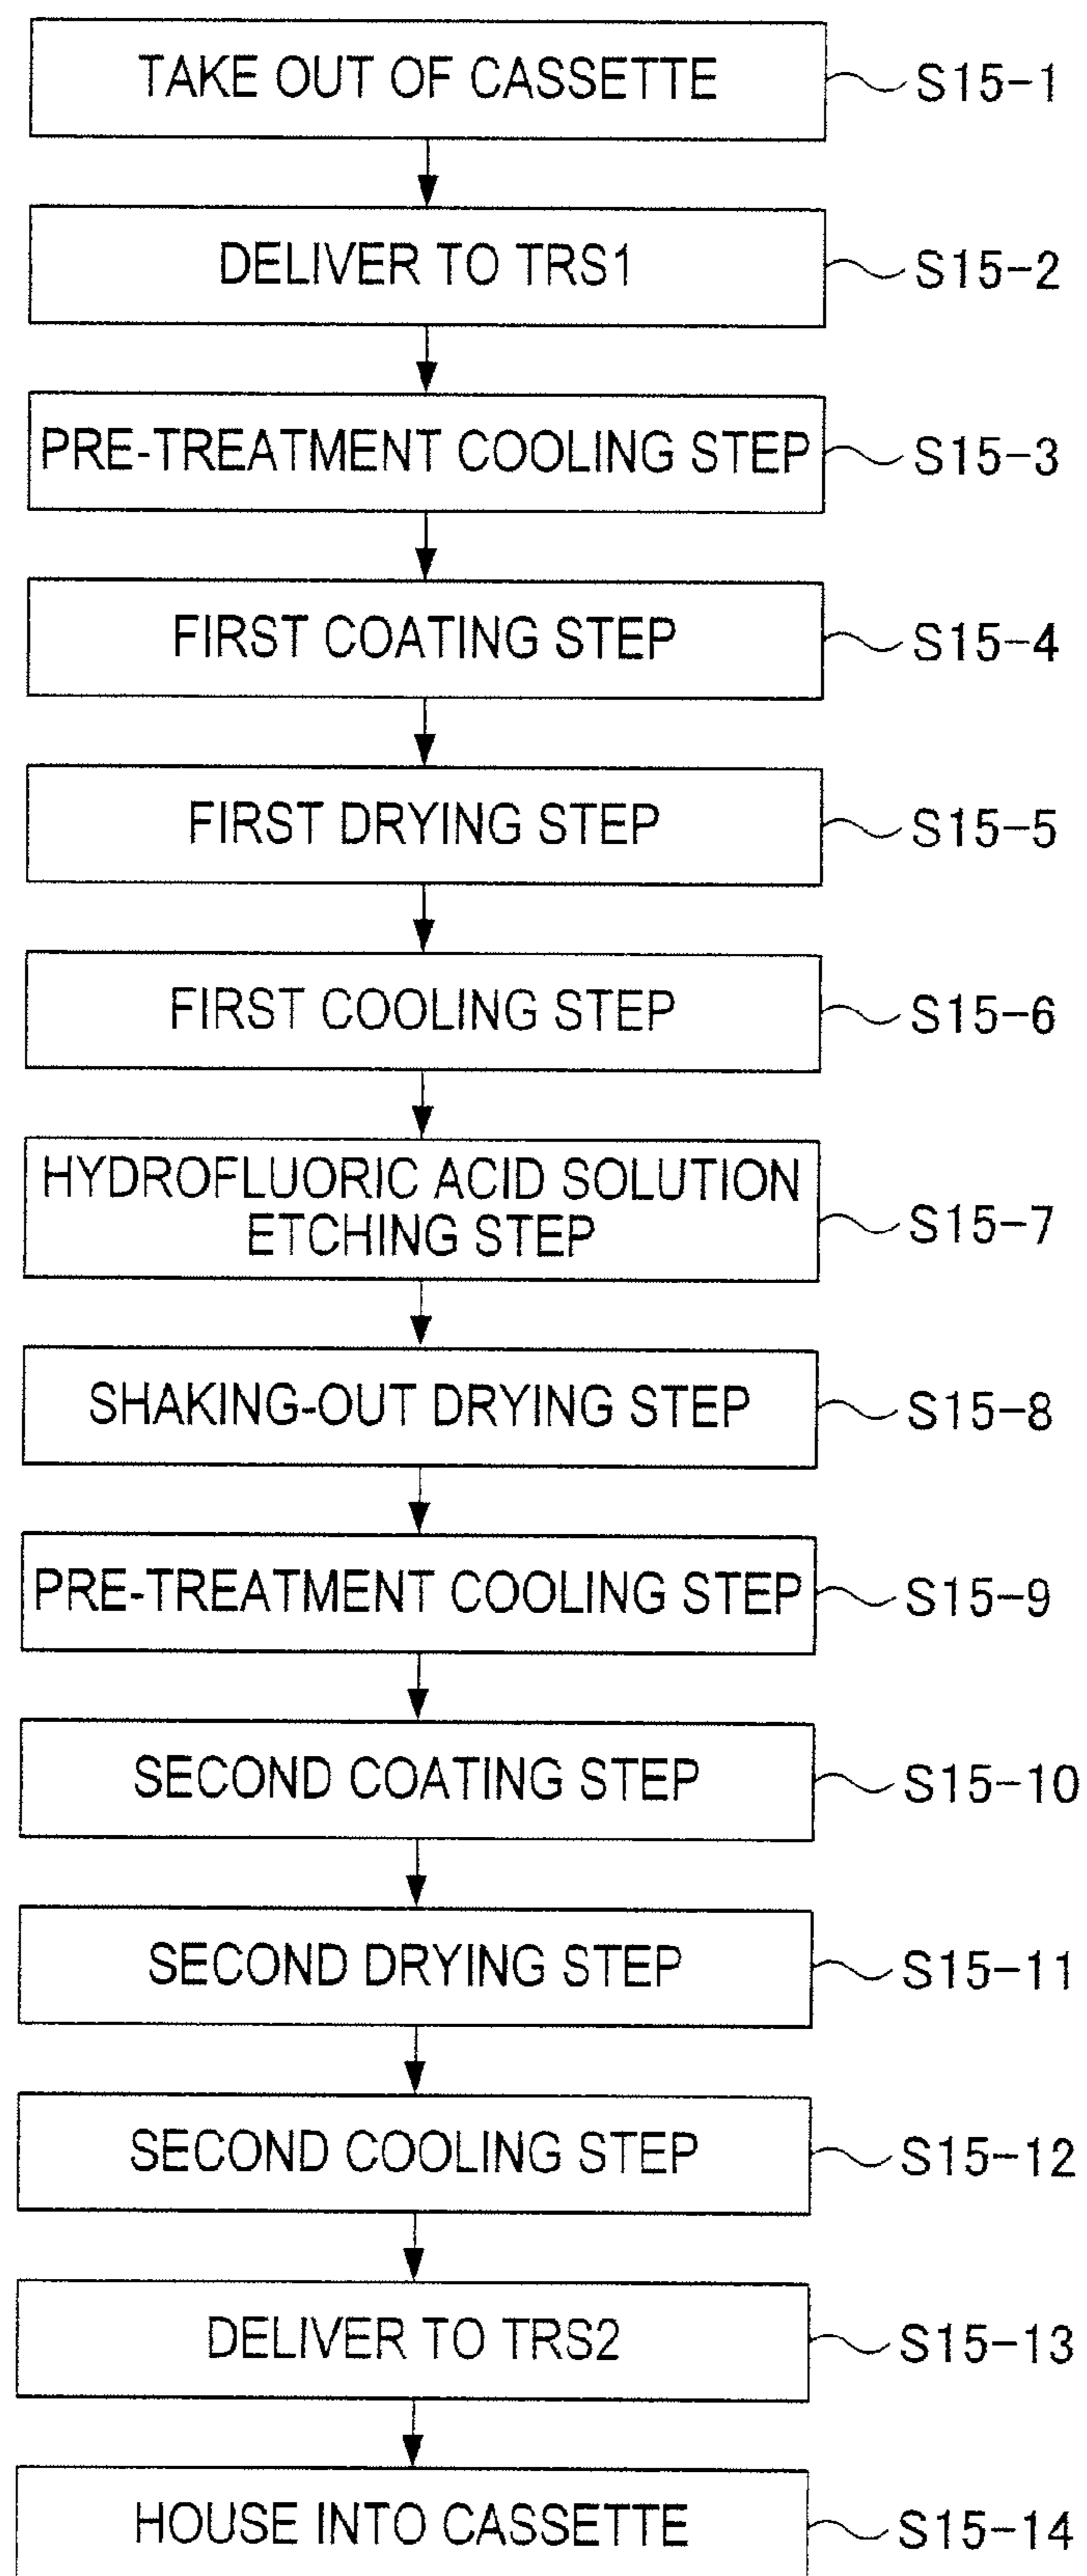 TAKE OUT OF CASSETTE S15-1
DELIVER TO TRS1 S15-2
PRE-TREATMENT COOLING STEP S15-3
FIRST COATING STEP S15-4
FIRST DRYING STEP S15-5
FIRST COOLING STEP S15-6
HYDROFLUORIC ACID SOLUTION
ETCHING STEP S15-7
SHAKING-OUT DRYING STEP S15-8
PRE-TREATMENT COOLING STEP S15-9
SECOND COATING STEP S15-10
SECOND DRYING STEP S15-11
SECOND COOLING STEP S15-12
DELIVER TO TRS2 S15-13
HOUSE INTO CASSETTE S15-14